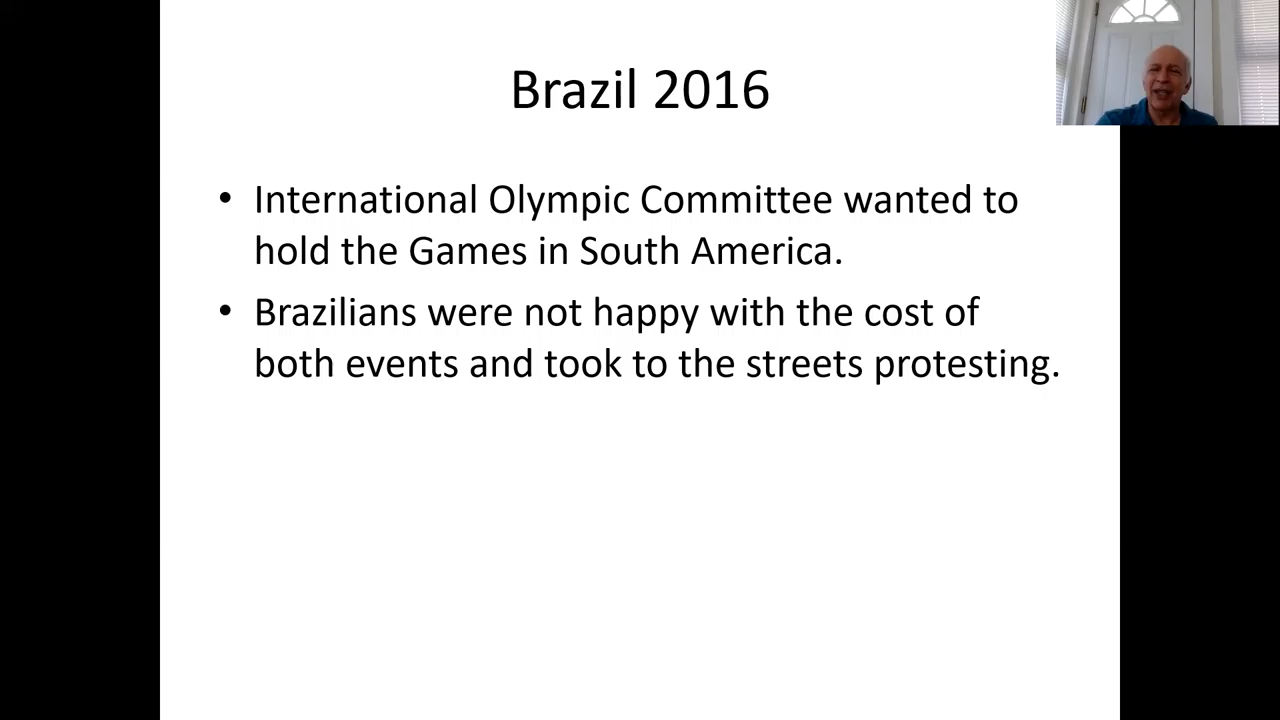 Brazil 2016
• International Olympic Committee wanted to
hold the Games in South America.
• Brazilians were not happy with the cost of
both events and took to the streets protesting.